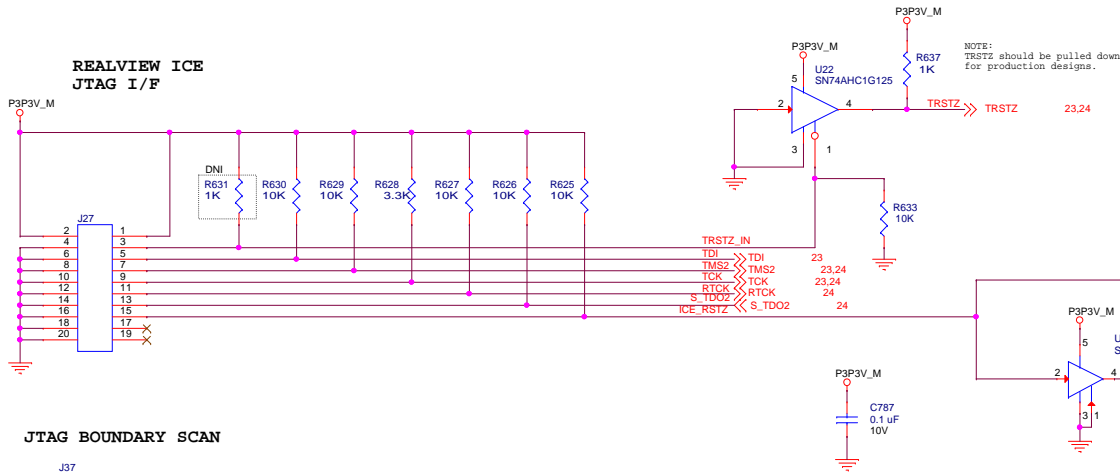 REALVIEW ICE
JTAG I/F
P3P3V_M
DNI
R631
1K
R630
10K
R629
10K
R628
3.3K
R627
10K
R626
10K
R625
10K
J27
2 1
4 3
6 5
8 7
10 9
12 11
14 13
16 15
18 17
20 19
TRSTZ_IN
TDI TDI 23
TMS2 TMS2 23,24
TCK TCK 23,24
RTCK RTCK 24
S_TDO2 S_TDO2 24
ICE_RSTZ
P3P3V_M
U22
SN74AHC1G125
5
2
4
3
1
P3P3V_M
R637
1K
NOTE:
TRSTZ should be pulled down
for production designs.
TRSTZ TRSTZ 23,24
R633
10K
P3P3V_M
C787
0.1 uF
10V
P3P3V_M
5
U
S
2
4
3 1
JTAG BOUNDARY SCAN
J37